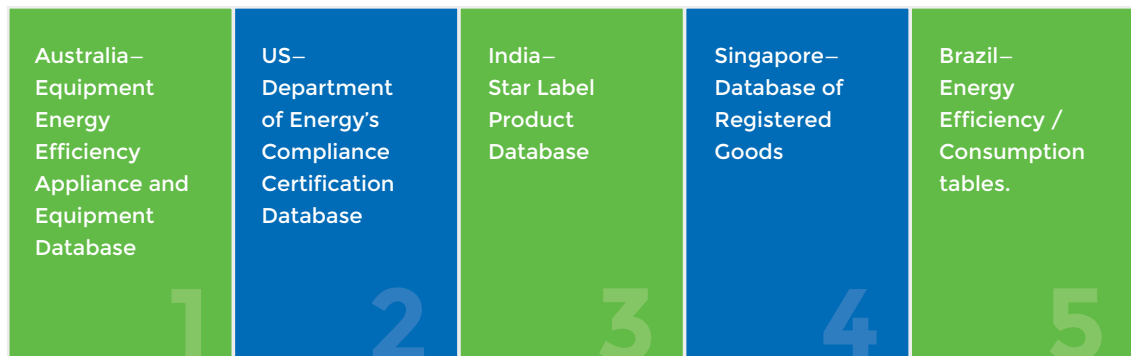 Australia—
Equipment
Energy
Efficiency
Appliance and
Equipment
Database
1
US—
Department
of Energy’s
Compliance
Certification
Database
2
India—
Star Label
Product
Database
3
Singapore—
Database of
Registered
Goods
4
Brazil—
Energy
Efficiency /
Consumption
tables.
5